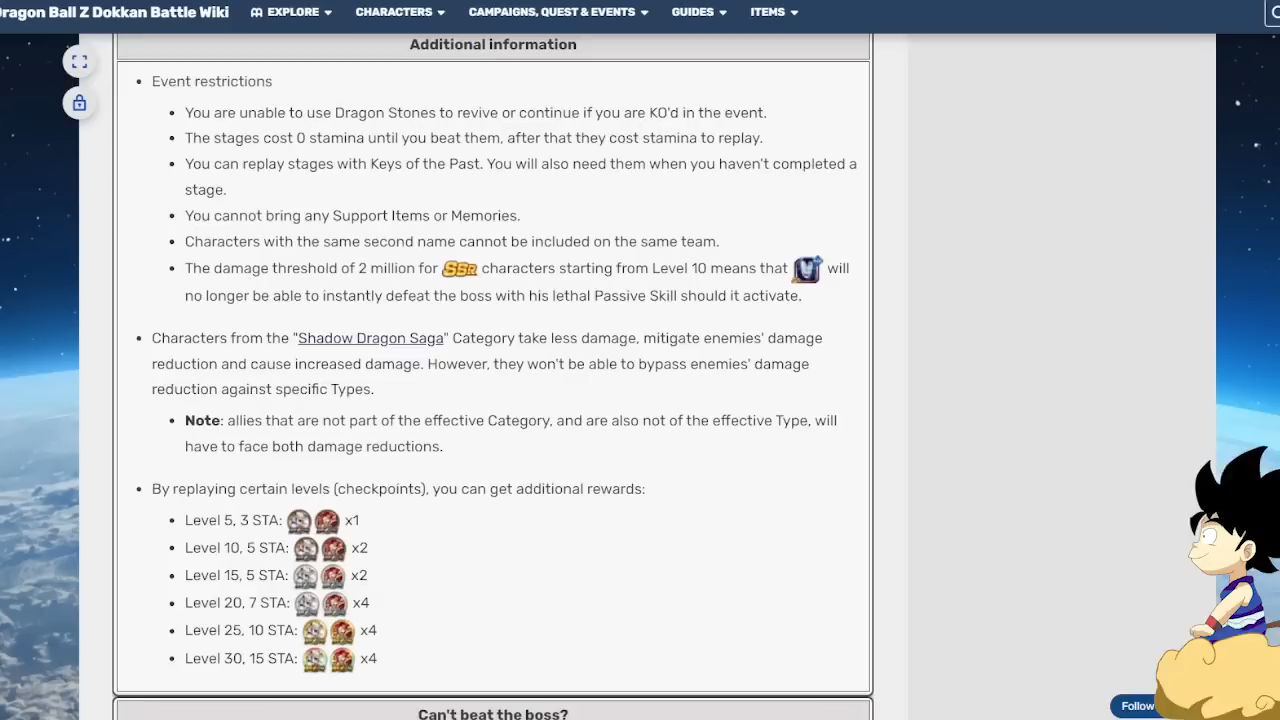 Dragon Ball Z Dokkan Battle Wiki EXPLORE CHARACTERS CAMPAIGNS, QUEST & EVENTS GUIDES ITEMS
Additional information
Event restrictions
You are unable to use Dragon Stones to revive or continue if you are KO'd in the event.
The stages cost 0 stamina until you beat them, after that they cost stamina to replay.
You can replay stages with Keys of the Past. You will also need them when you haven't completed a
stage.
You cannot bring any Support Items or Memories.
Characters with the same second name cannot be included on the same team.
The damage threshold of 2 million for SSR characters starting from Level 10 means that will
no longer be able to instantly defeat the boss with his lethal Passive Skill should it activate.
Characters from the "Shadow Dragon Saga" Category take less damage, mitigate enemies' damage
reduction and cause increased damage. However, they won't be able to bypass enemies' damage
reduction against specific Types.
Note: allies that are not part of the effective Category, and are also not of the effective Type, will
have to face both damage reductions.
By replaying certain levels (checkpoints), you can get additional rewards:
Level 5, 3 STA: x1
Level 10, 5 STA: x2
Level 15, 5 STA: x2
Level 20, 7 STA: x4
Level 25, 10 STA: x4
Level 30, 15 STA: x4
Can't beat the boss?
Follow